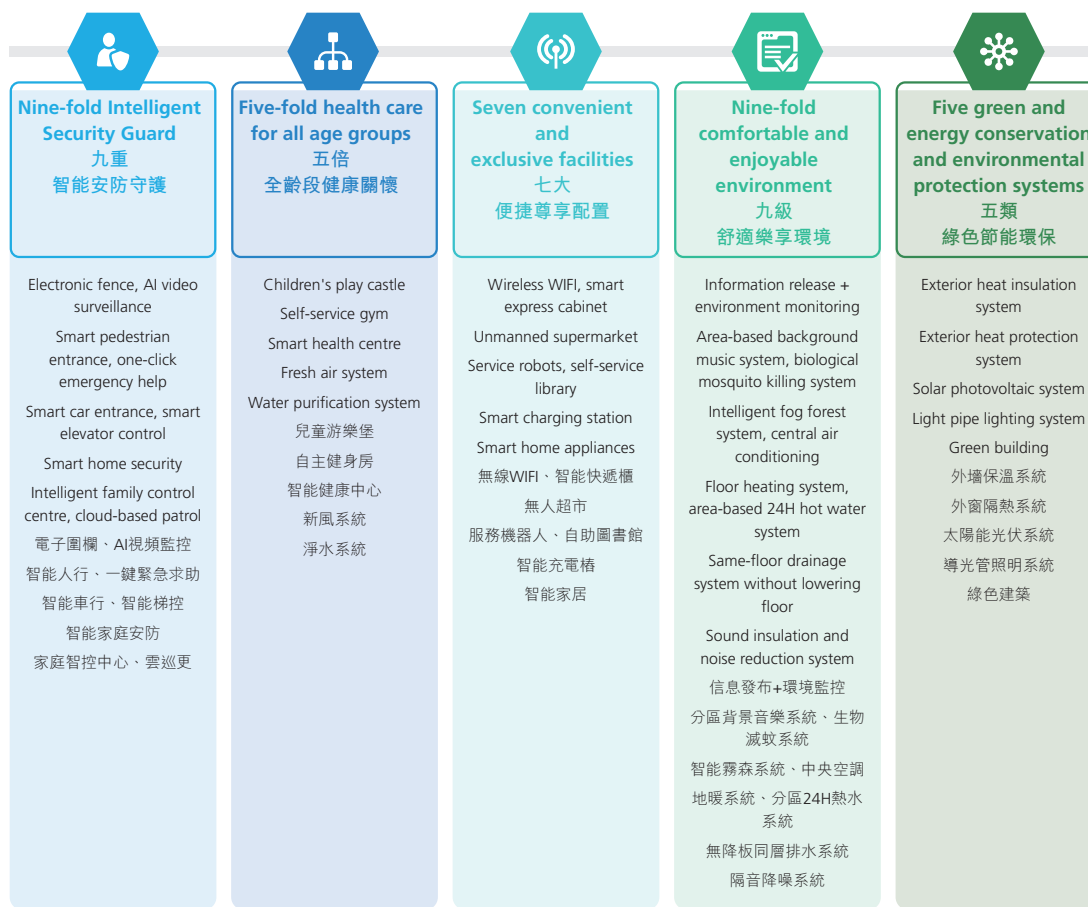 Nine-fold Intelligent
Security Guard
九重
智能安防守護
Electronic fence, AI video
surveillance
Smart pedestrian
entrance, one-click
emergency help
Smart car entrance, smart
elevator control
Smart home security
Intelligent family control
centre, cloud-based patrol
電子圍欄、AI視頻監控
智能人行、一鍵緊急求助
智能車行、智能梯控
智能家庭安防
家庭智控中心、雲巡更
Five-fold health care
for all age groups
五倍
全齡段健康關懷
Children's play castle
Self-service gym
Smart health centre
Fresh air system
Water purification system
兒童游樂堡
自主健身房
智能健康中心
新風系統
淨水系統
Seven convenient
and
exclusive facilities
七大
便捷尊享配置
Wireless WIFI, smart
express cabinet
Unmanned supermarket
Service robots, self-service
library
Smart charging station
Smart home appliances
無線WIFI、智能快遞櫃
無人超市
服務機器人、自助圖書館
智能充電樁
智能家居
Nine-fold
comfortable and
enjoyable
environment
九級
舒適樂享環境
Information release +
environment monitoring
Area-based background
music system, biological
mosquito killing system
Intelligent fog forest
system, central air
conditioning
Floor heating system,
area-based 24H hot water
system
Same-floor drainage
system without lowering
floor
Sound insulation and
noise reduction system
信息發布+環境監控
分區背景音樂系統、生物
滅蚊系統
智能霧森系統、中央空調
地暖系統、分區24H熱水
系統
無降板同層排水系統
隔音降噪系統
Five green and
energy conservation
and environmental
protection systems
五類
綠色節能環保
Exterior heat insulation
system
Exterior heat protection
system
Solar photovoltaic system
Light pipe lighting system
Green building
外墻保溫系統
外窗隔熱系統
太陽能光伏系統
導光管照明系統
綠色建築